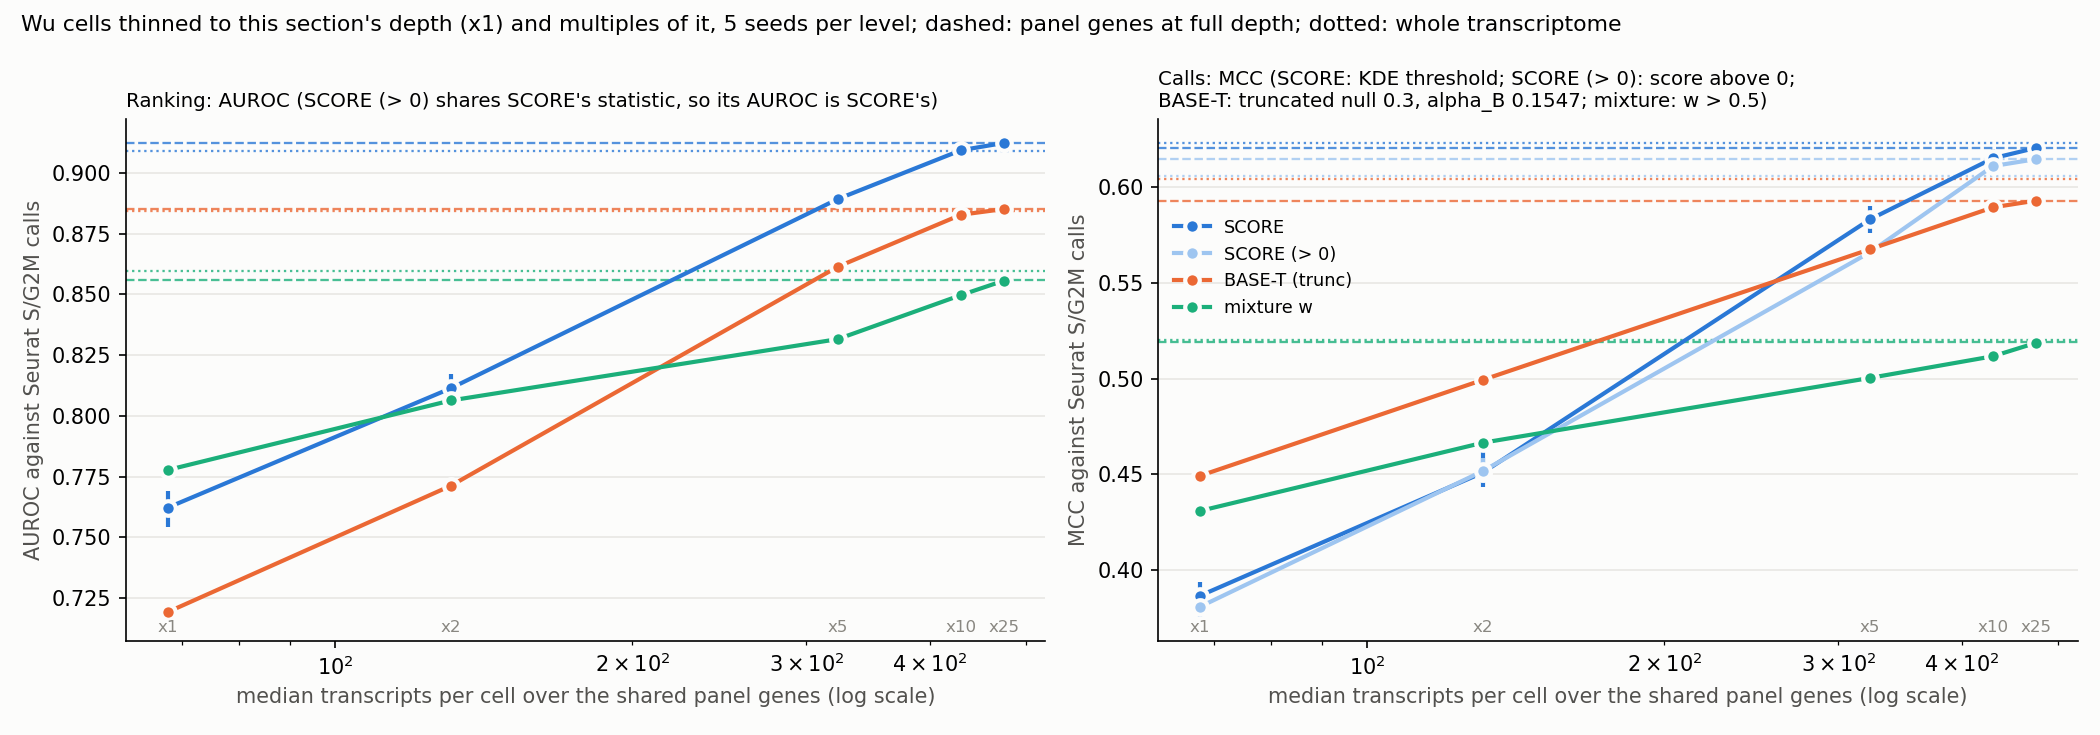 Wu cells thinned to this section's depth (x1) and multiples of it, 5 seeds per level; dashed: panel genes at full depth; dotted: whole transcriptome
Ranking: AUROC (SCORE (> 0) shares SCORE's statistic, so its AUROC is SCORE's)
AUROC against Seurat S/G2M calls
0.900
0.875
0.850
0.825
0.800
0.775
0.750
0.725
x1
x2
x5
x10
x25
10²
2 × 10²
3 × 10²
4 × 10²
median transcripts per cell over the shared panel genes (log scale)
Calls: MCC (SCORE: KDE threshold; SCORE (> 0): score above 0;
BASE-T: truncated null 0.3, alpha_B 0.1547; mixture: w > 0.5)
MCC against Seurat S/G2M calls
0.60
0.55
0.50
0.45
0.40
SCORE
SCORE (> 0)
BASE-T (trunc)
mixture w
x1
x2
x5
x10
x25
10²
2 × 10²
3 × 10²
4 × 10²
median transcripts per cell over the shared panel genes (log scale)